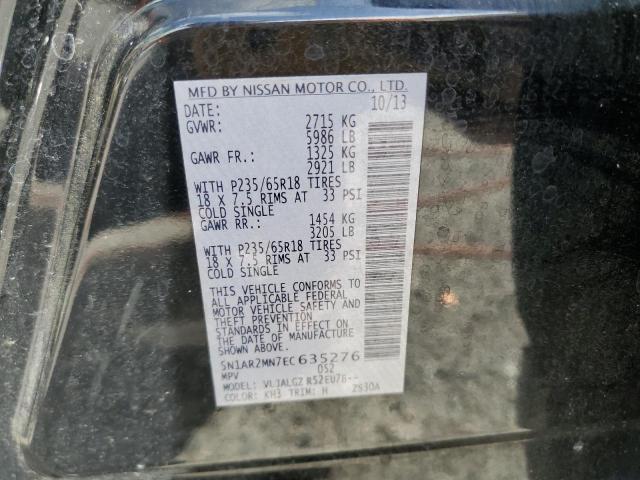 MFD BY NISSAN MOTOR CO., LTD.
DATE: 10/13
GVWR: 2715 KG
5986 LB
GAWR FR.: 1325 KG
2921 LB
WITH P235/65R18 TIRES
18 X 7.5 RIMS AT 33 PSI
COLD SINGLE
GAWR RR.: 1454 KG
3205 LB
WITH P235/65R18 TIRES
18 X 7.5 RIMS AT 33 PSI
COLD SINGLE
THIS VEHICLE CONFORMS TO
ALL APPLICABLE FEDERAL
MOTOR VEHICLE SAFETY AND
THEFT PREVENTION
STANDARDS IN EFFECT ON
THE DATE OF MANUFACTURE
SHOWN ABOVE.
5N1AR2MN7EC635276
MPV 052
MODEL:
COLOR: KH3 TRIM: H 2S30A